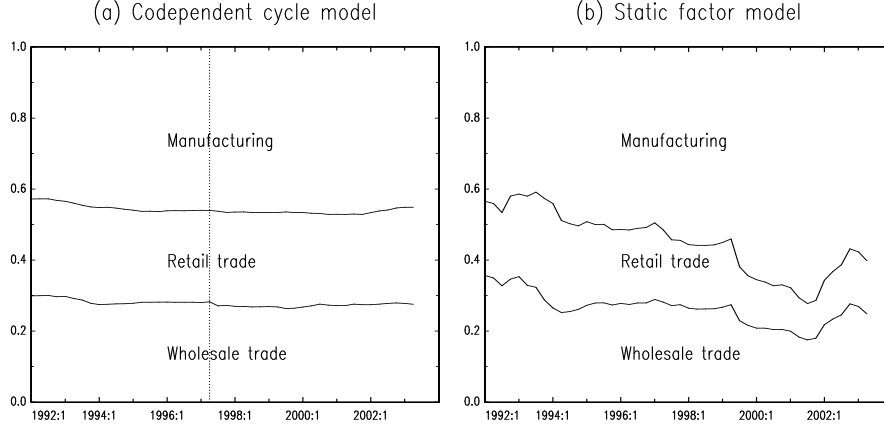 (a) Codependent cycle model
1.0
0.8
Manufacturing
0.6
0.4
Retail trade
0.2
Wholesale trade
0.0
1992:1 1994:1 1996:1 1998:1 2000:1 2002:1
(b) Static factor model
1.0
0.8
Manufacturing
0.6
0.4
Retail trade
0.2
Wholesale trade
0.0
1992:1 1994:1 1996:1 1998:1 2000:1 2002:1